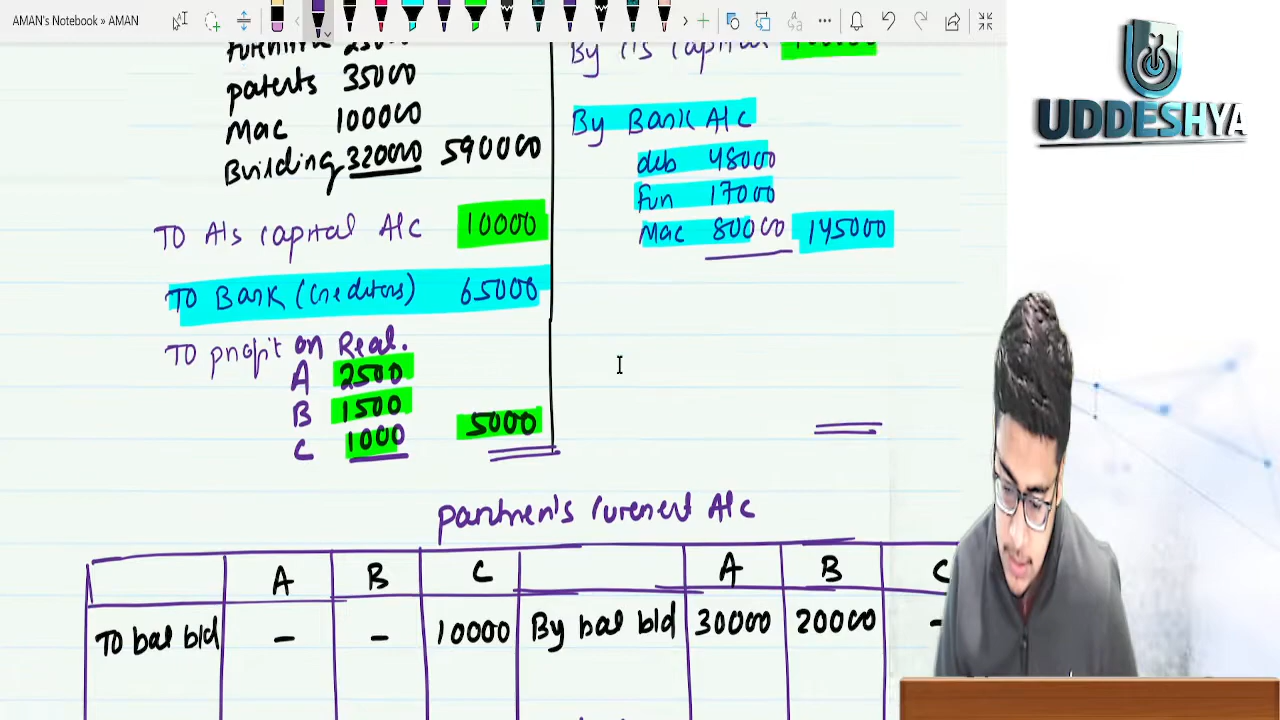 AMAN's Notebook » AMAN
UDDESHYA
patents 35000
Mac 100000
Building 320000 590000
TO A's capital A/c 10000
TO Bank (Creditors) 65000
TO profit on Real.
A 2500
B 1500
C 1000 5000
By C's capital
By Bank A/c
deb 48000
Fun 17000
Mac 80000 145000
Partner's Current A/c
A B C A B C
To bal b/d - - 10000 By bal b/d 30000 20000 -